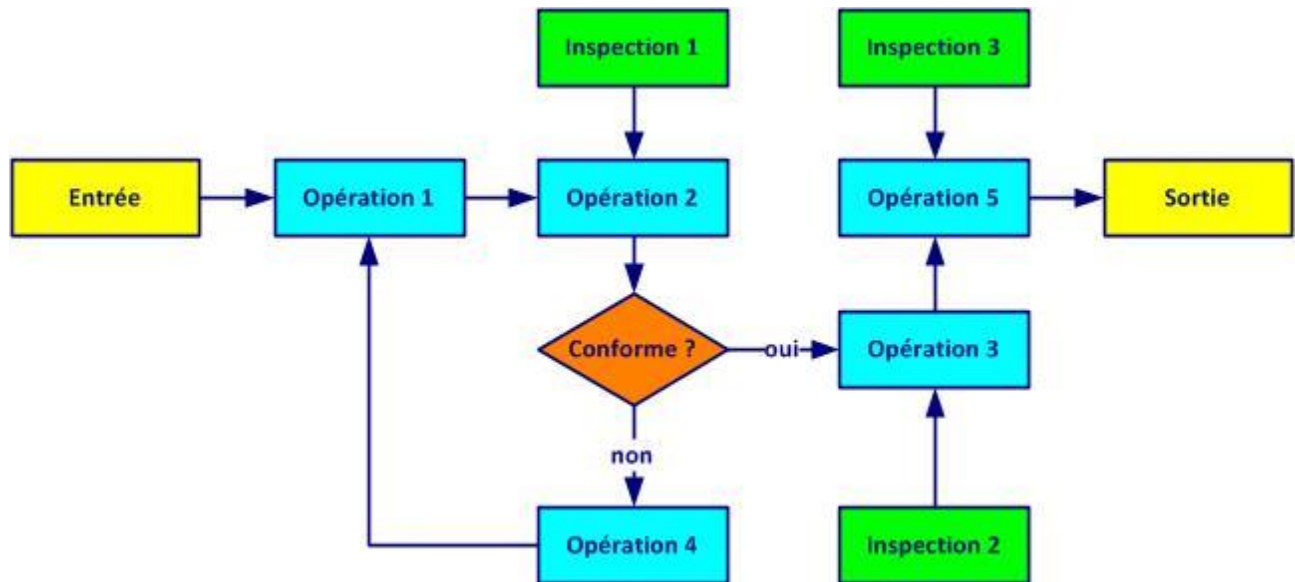 Inspection 1
Inspection 3
Entrée
Opération 1
Opération 2
Opération 5
Sortie
Conforme ?
oui
Opération 3
non
Opération 4
Inspection 2